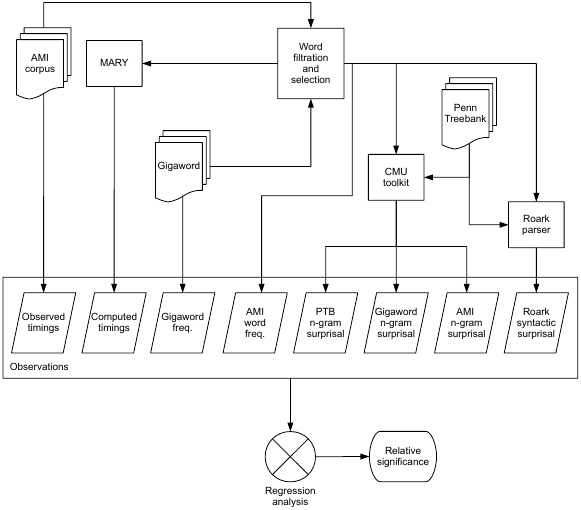 AMI
corpus
MARY
Word
filtration
and
selection
Penn
Treebank
Gigaword
CMU
toolkit
Roark
parser
Observed
timings
Computed
timings
Gigaword
freq.
AMI
word
freq.
PTB
n-gram
surprisal
Gigaword
n-gram
surprisal
AMI
n-gram
surprisal
Roark
syntactic
surprisal
Observations
Relative
significance
Regression
analysis